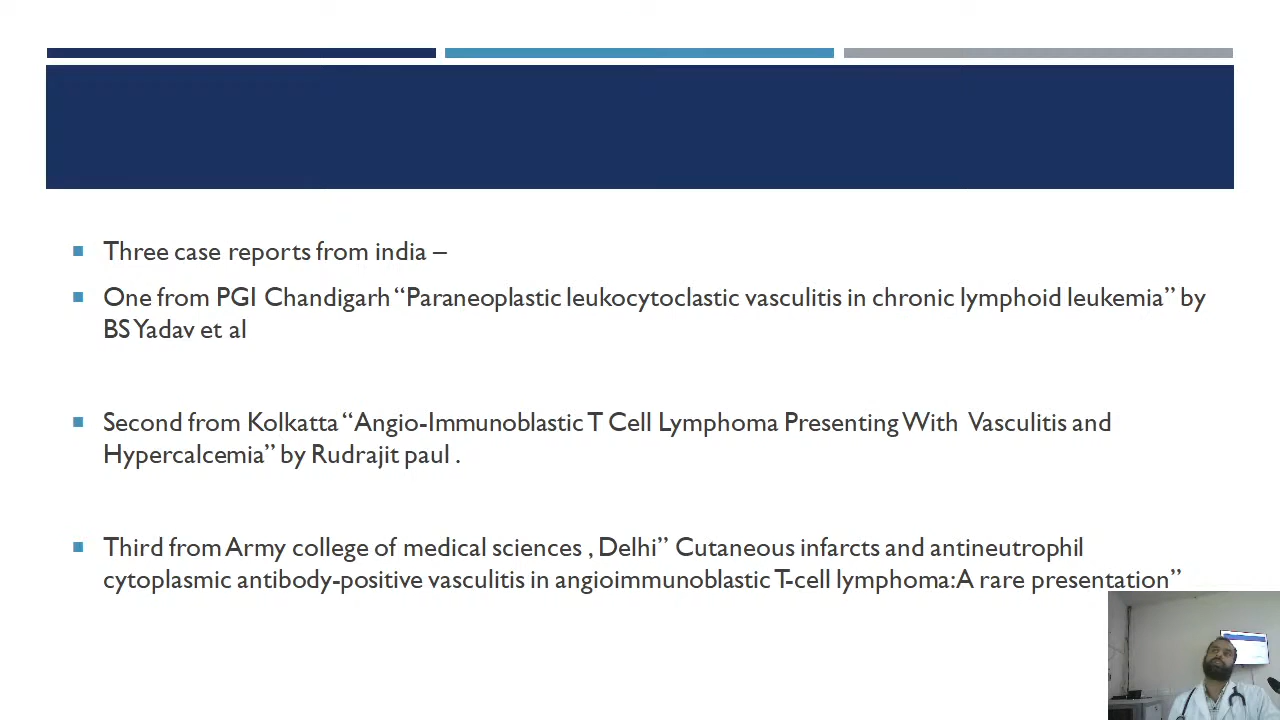 Three case reports from india –
One from PGI Chandigarh “Paraneoplastic leukocytoclastic vasculitis in chronic lymphoid leukemia” by
BS Yadav et al
Second from Kolkatta “Angio-Immunoblastic T Cell Lymphoma Presenting With Vasculitis and
Hypercalcemia” by Rudrajit paul .
Third from Army college of medical sciences , Delhi” Cutaneous infarcts and antineutrophil
cytoplasmic antibody-positive vasculitis in angioimmunoblastic T-cell lymphoma:A rare presentation”